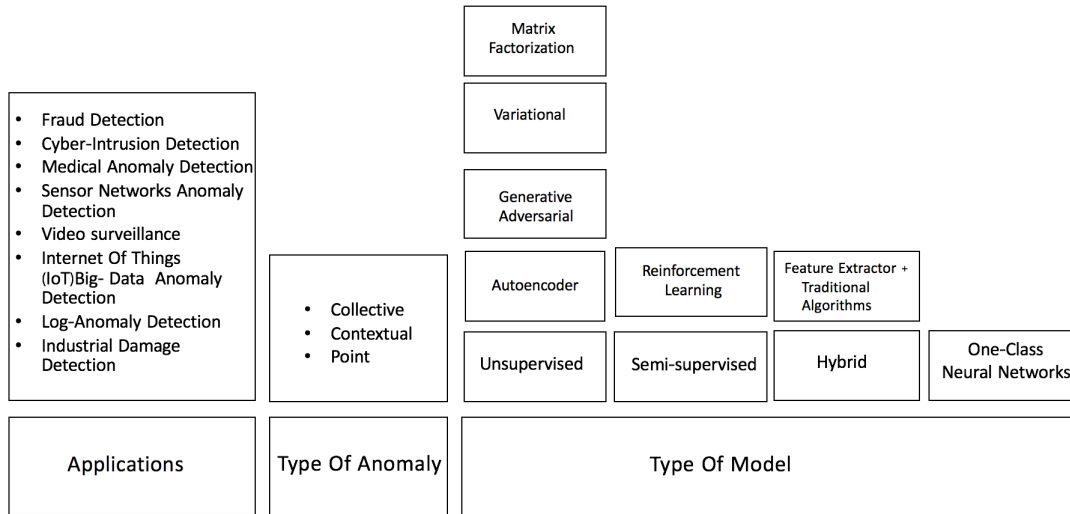 Matrix
Factorization
Variational
Generative
Adversarial
Autoencoder
Reinforcement
Learning
Feature Extractor +
Traditional
Algorithms
Unsupervised
Semi-supervised
Hybrid
One-Class
Neural Networks
• Fraud Detection
• Cyber-Intrusion Detection
• Medical Anomaly Detection
• Sensor Networks Anomaly
Detection
• Video surveillance
• Internet Of Things
(IoT)Big- Data Anomaly
Detection
• Log-Anomaly Detection
• Industrial Damage
Detection
• Collective
• Contextual
• Point
Applications
Type Of Anomaly
Type Of Model